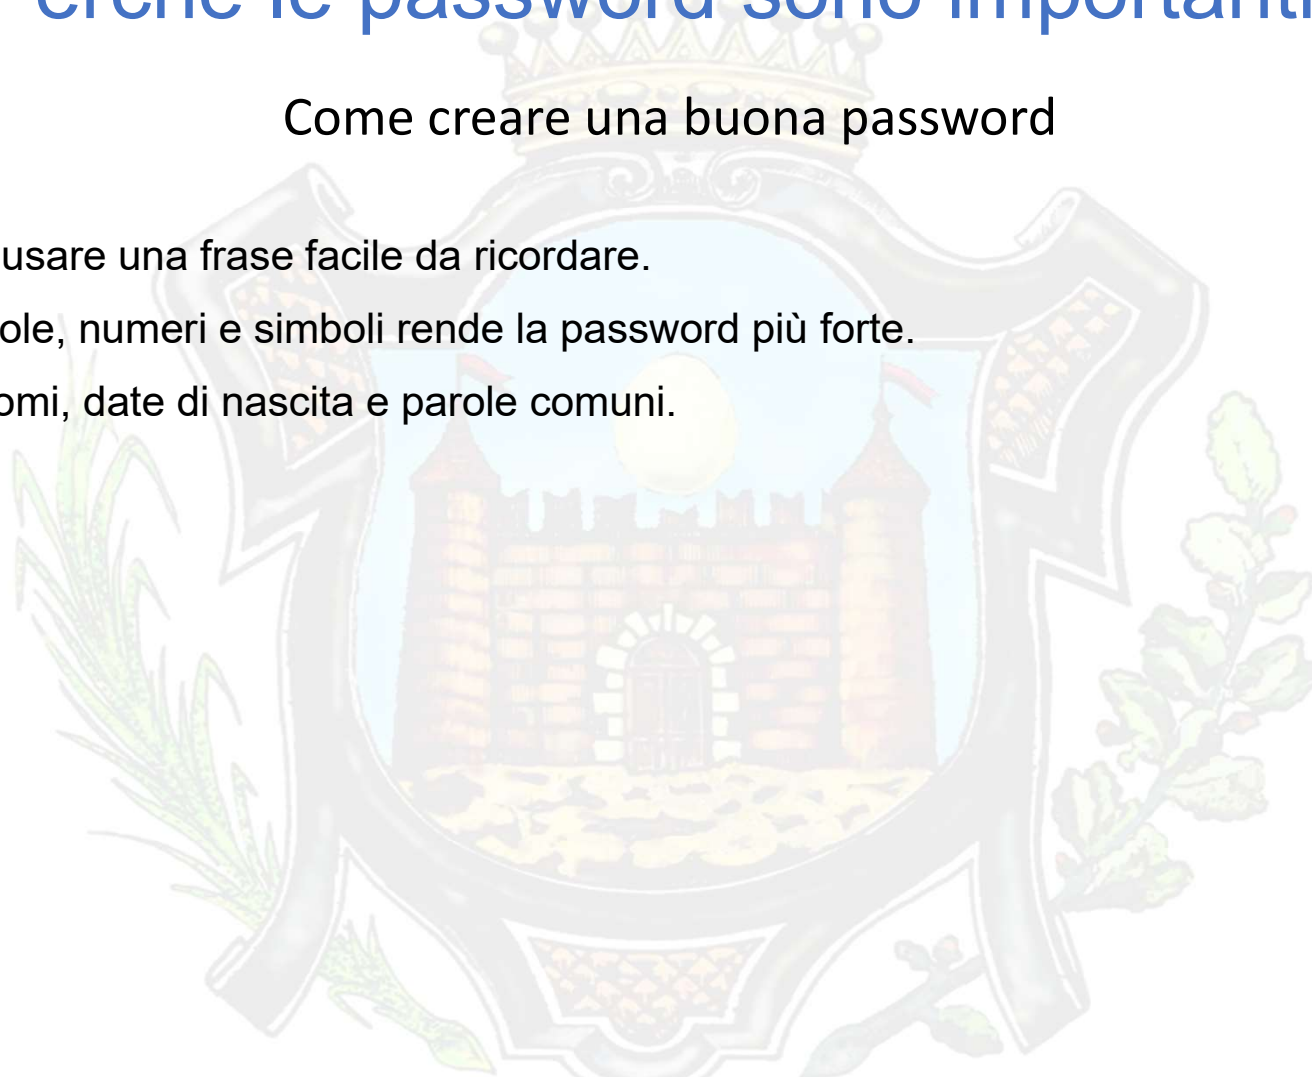 erché le password sono importanti
Come creare una buona password
usare una frase facile da ricordare.
ole, numeri e simboli rende la password più forte.
omi, date di nascita e parole comuni.